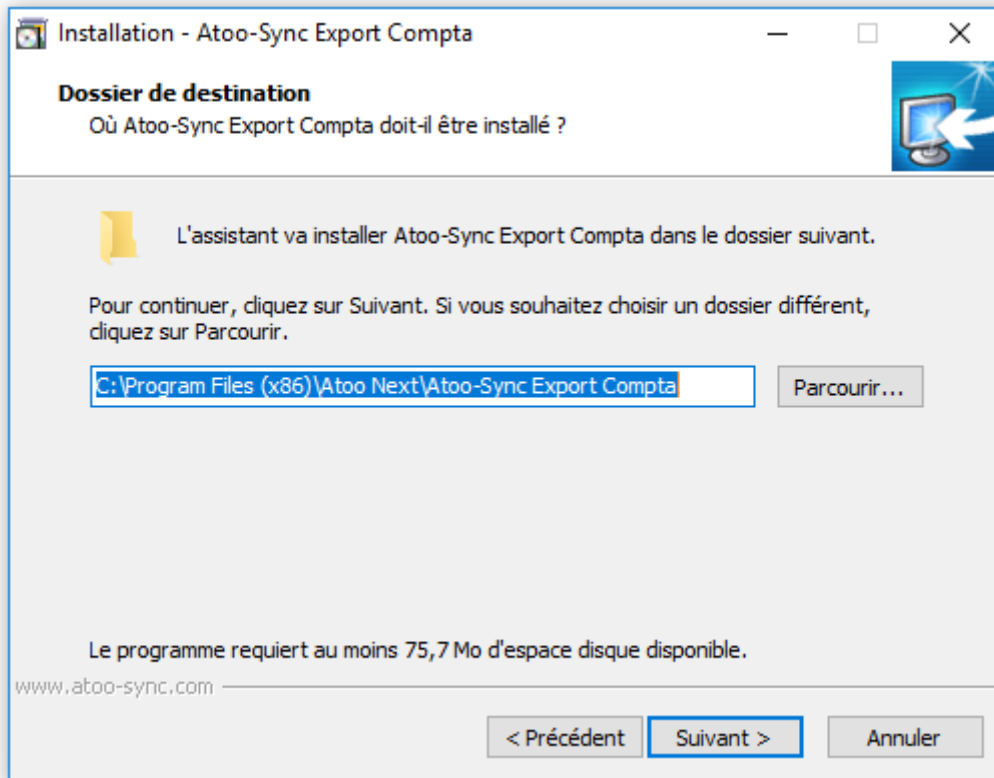 Installation - Atoo-Sync Export Compta
Dossier de destination
Où Atoo-Sync Export Compta doit-il être installé ?
L'assistant va installer Atoo-Sync Export Compta dans le dossier suivant.
Pour continuer, cliquez sur Suivant. Si vous souhaitez choisir un dossier différent,
cliquez sur Parcourir.
C:\Program Files (x86)\Atoo Next\Atoo-Sync Export Compta
Parcourir...
Le programme requiert au moins 75,7 Mo d'espace disque disponible.
www.atoo-sync.com
< Précédent
Suivant >
Annuler